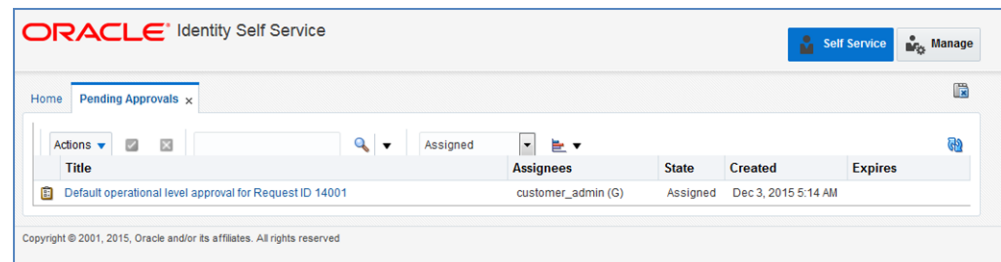 ORACLE® Identity Self Service
Self Service Manage
Home Pending Approvals x
Actions Assigned
Title Assignees State Created Expires
Default operational level approval for Request ID 14001 customer_admin (G) Assigned Dec 3, 2015 5:14 AM
Copyright © 2001, 2015, Oracle and/or its affiliates. All rights reserved